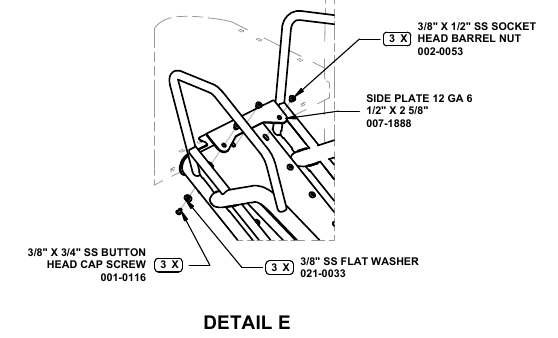 3/8" X 1/2" SS SOCKET
3 X HEAD BARREL NUT
002-0053
SIDE PLATE 12 GA 6
1/2" X 2 5/8"
007-1888
3/8" X 3/4" SS BUTTON
HEAD CAP SCREW 3 X
001-0116
3 X 3/8" SS FLAT WASHER
021-0033
DETAIL E